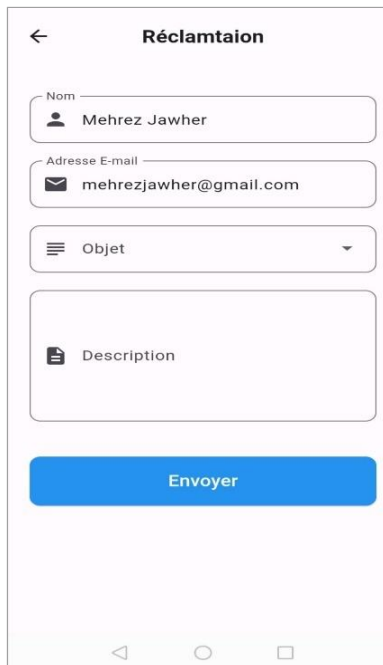 Réclamtaion
Nom
Mehrez Jawher
Adresse E-mail
mehrezjawher@gmail.com
Objet
Description
Envoyer